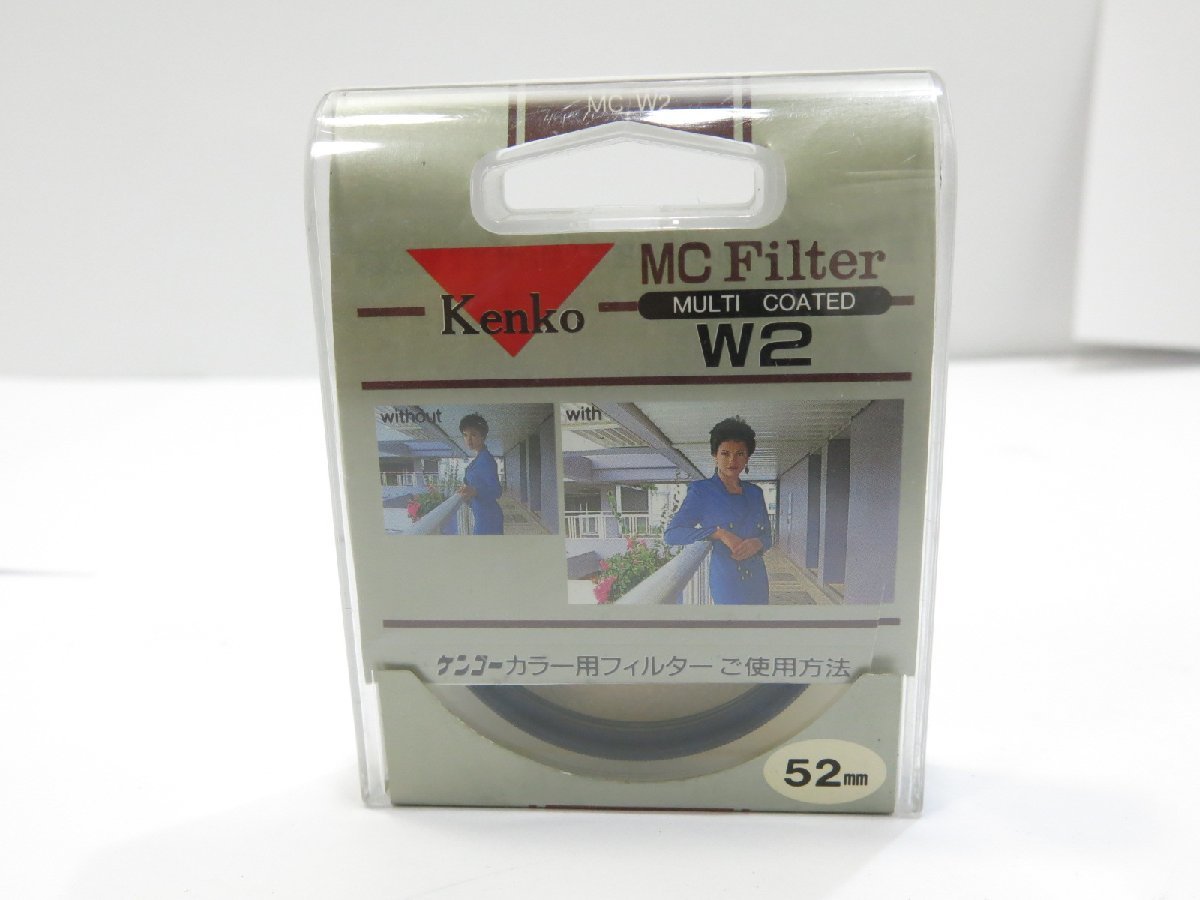 MC W2
Kenko
MC Filter
MULTI COATED
W2
without
with
ケンコーカラー用フィルターご使用方法
52mm